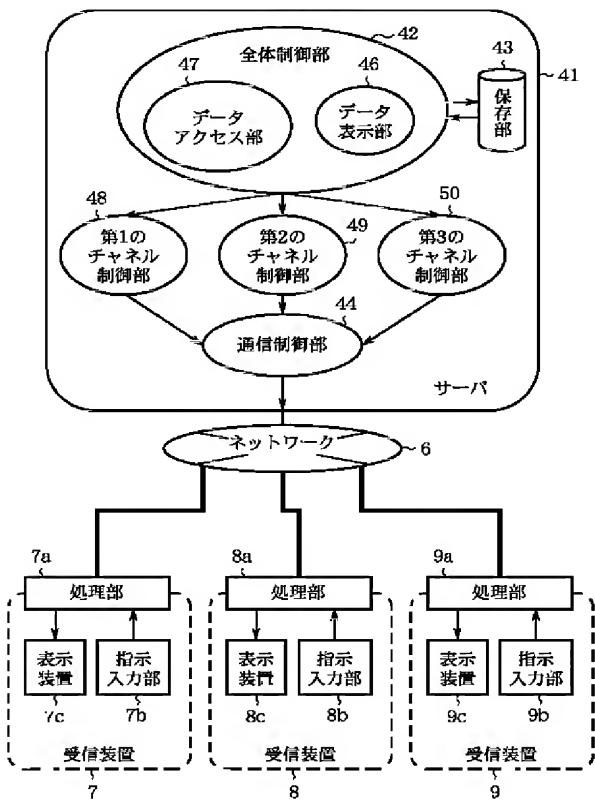 42
全体制御部
43
41
47
46
保存部
データ
アクセス部
データ
表示部
48
50
第1の
チャネル
制御部
49
第2の
チャネル
制御部
第3の
チャネル
制御部
44
通信制御部
サーバ
ネットワーク
6
7a
処理部
8a
処理部
9a
処理部
表示
装置
指示
入力部
表示
装置
指示
入力部
表示
装置
指示
入力部
7c
7b
8c
8b
9c
9b
受信装置
受信装置
受信装置
7
8
9